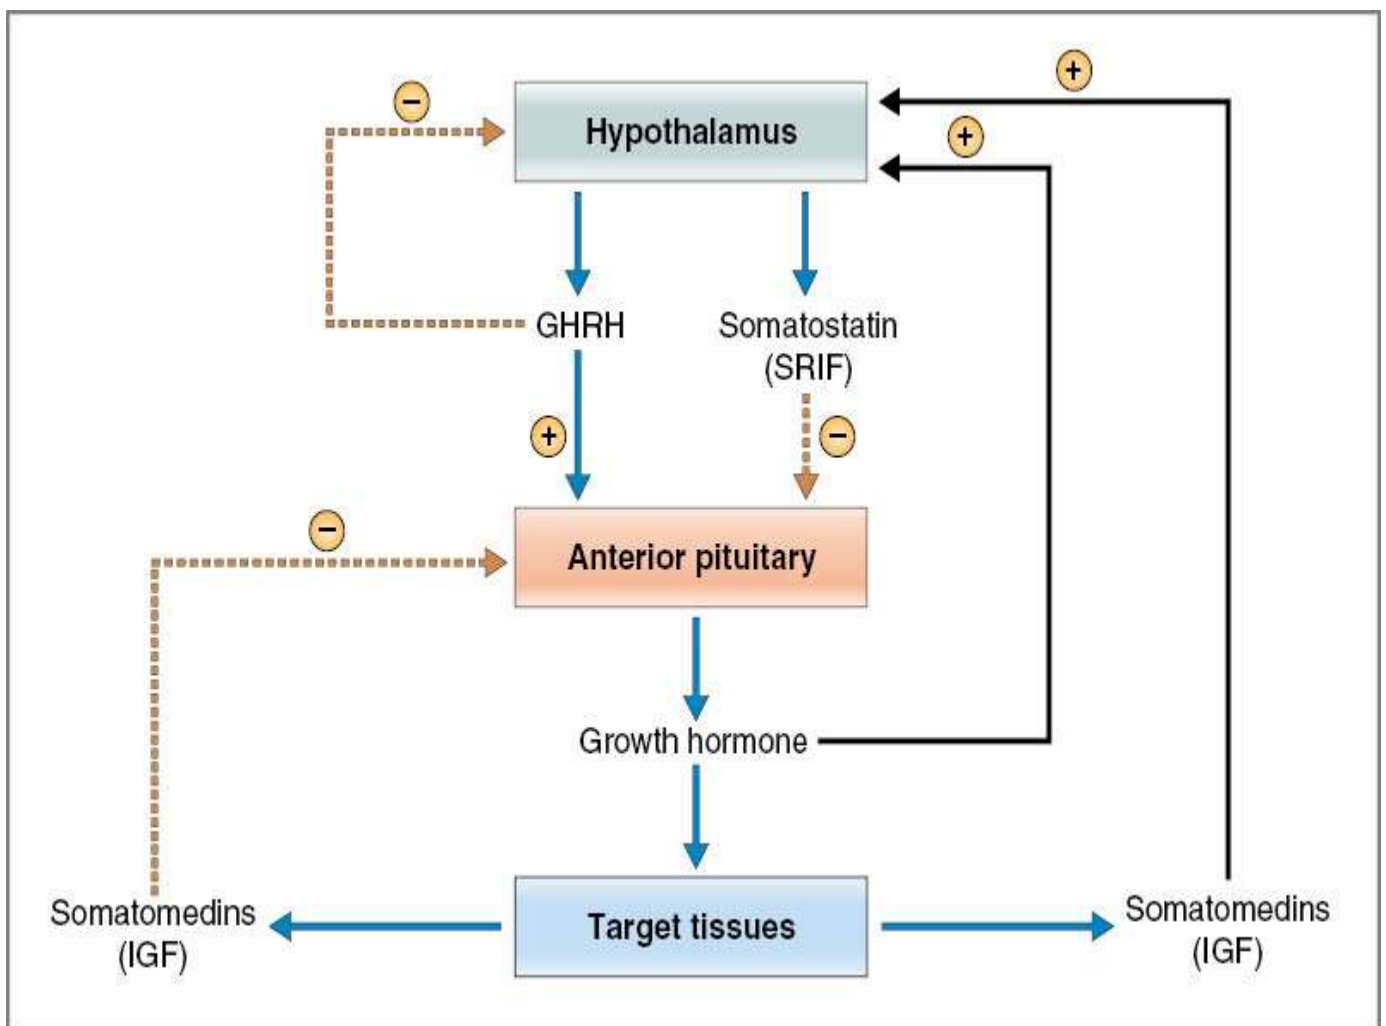 +
−
Hypothalamus
+
GHRH
Somatostatin
(SRIF)
+
−
−
Anterior pituitary
Growth hormone
Somatomedins
(IGF)
Target tissues
Somatomedins
(IGF)